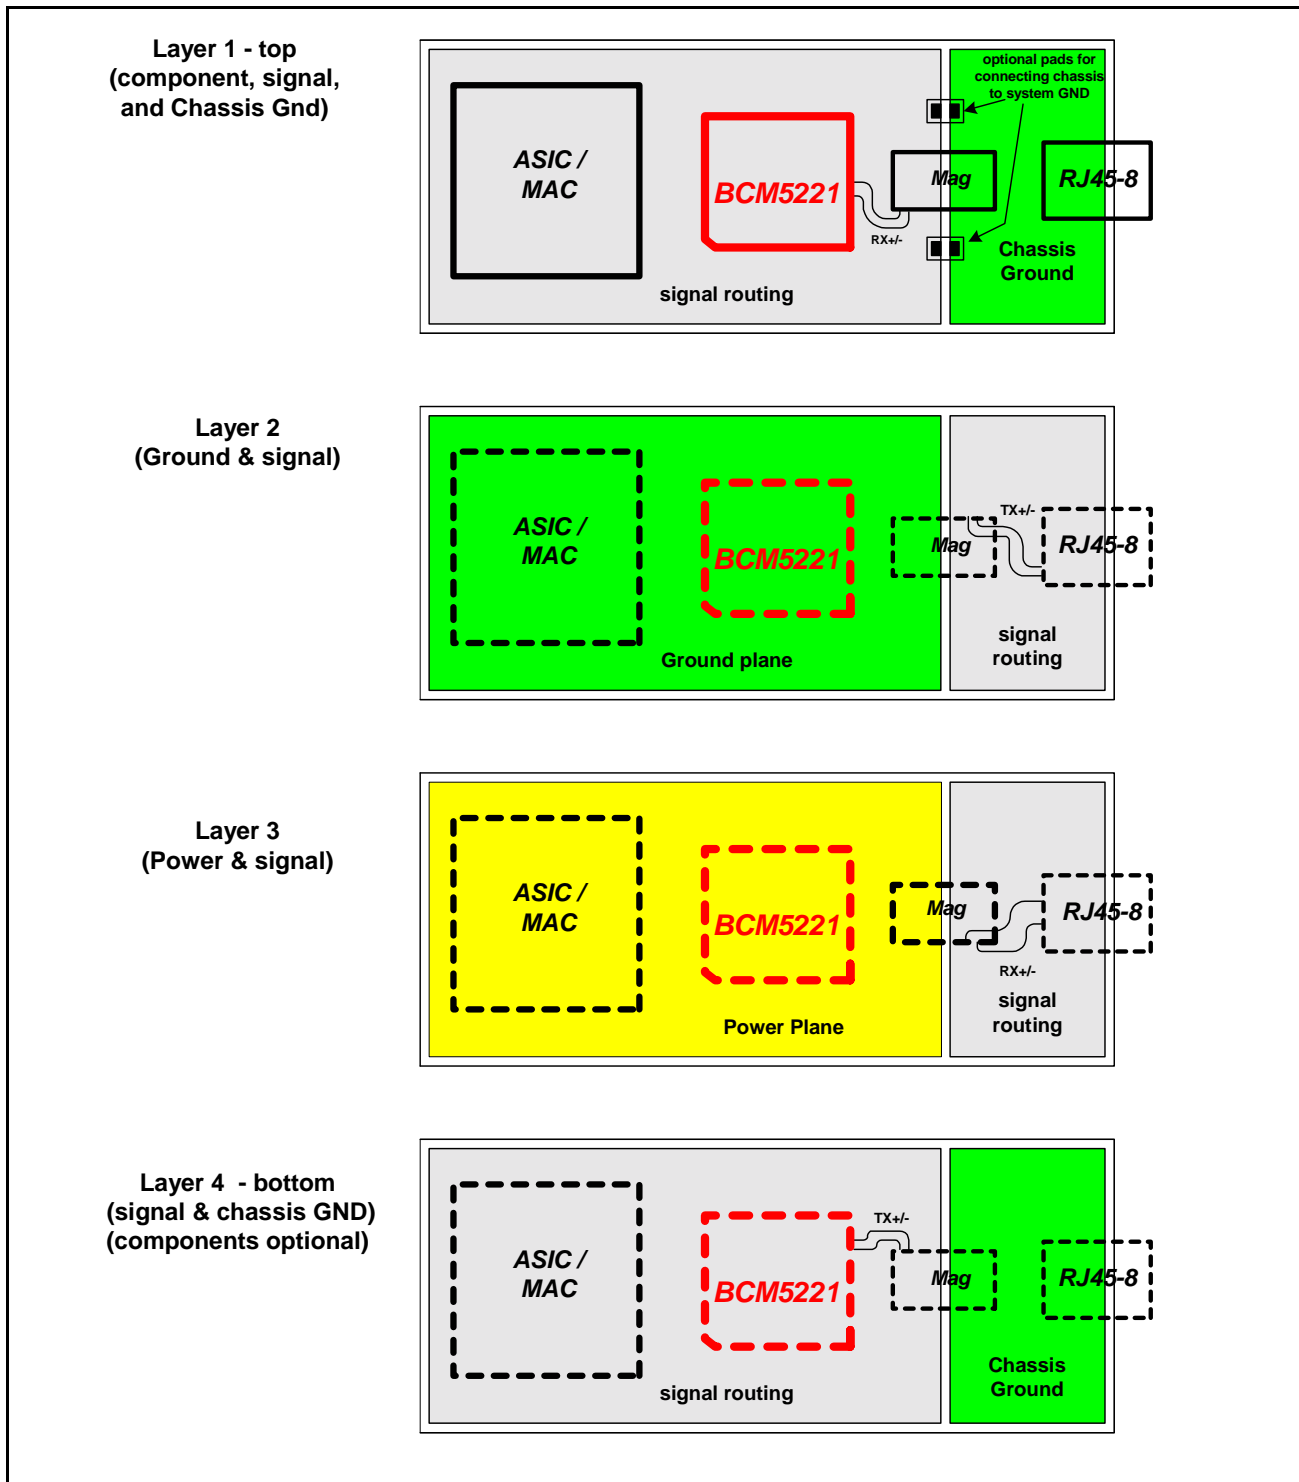 Layer 1 - top
(component, signal,
and Chassis Gnd)
optional pads for
connecting chassis
to system GND
ASIC /
MAC
BCM5221
Mag
RJ45-8
RX+/-
Chassis
Ground
signal routing
Layer 2
(Ground & signal)
ASIC /
MAC
BCM5221
Mag
TX+/-
RJ45-8
signal
routing
Ground plane
Layer 3
(Power & signal)
ASIC /
MAC
BCM5221
Mag
RJ45-8
RX+/-
signal
routing
Power Plane
Layer 4 - bottom
(signal & chassis GND)
(components optional)
ASIC /
MAC
BCM5221
TX+/-
Mag
RJ45-8
Chassis
Ground
signal routing